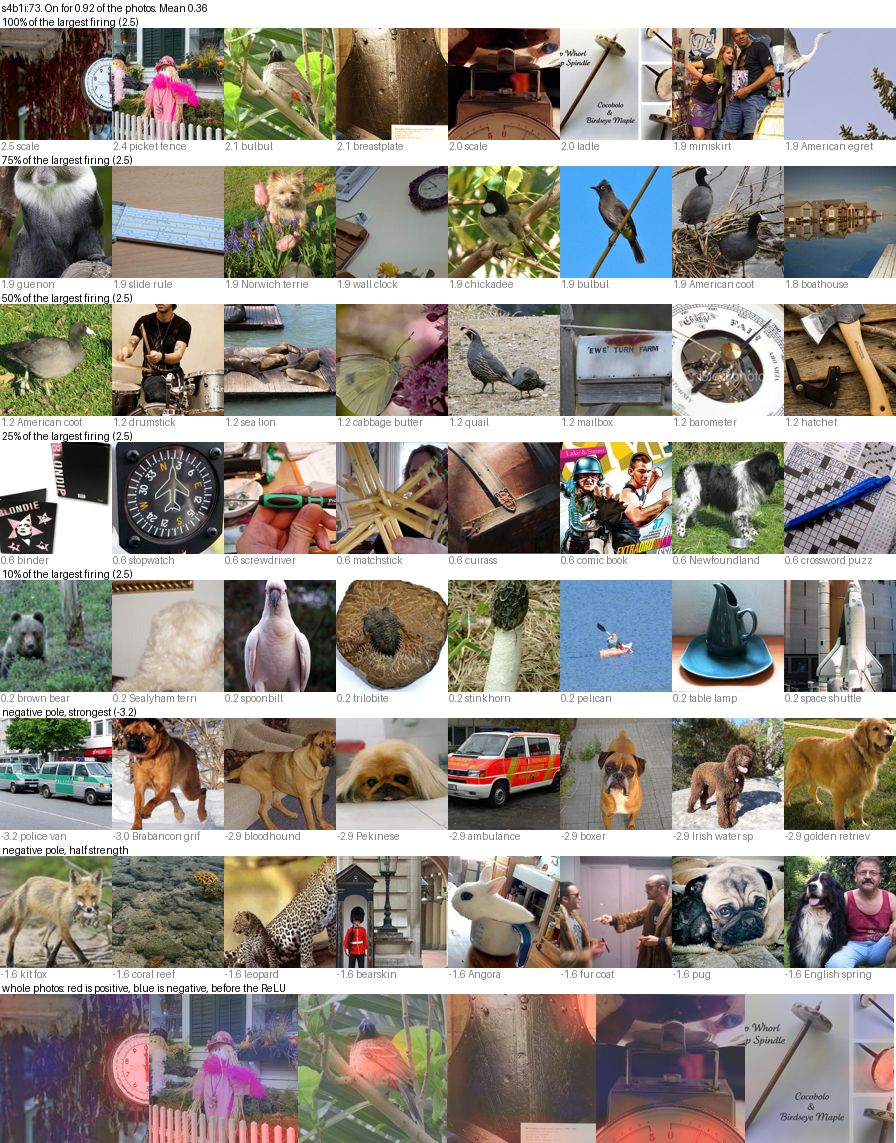 s4b1i:73. On for 0.92 of the photos. Mean 0.36
100% of the largest firing (2.5)
p Whorl
p Spindle
Cocobolo
&
Birdseye Maple
2.5 scale
2.4 picket fence
2.1 bulbul
2.1 breastplate
2.0 scale
2.0 ladle
1.9 miniskirt
1.9 American egret
75% of the largest firing (2.5)
1.9 guenon
1.9 slide rule
1.9 Norwich terrie
1.9 wall clock
1.9 chickadee
1.9 bulbul
1.9 American coot
1.8 boathouse
50% of the largest firing (2.5)
'EWE' TURN FARM
FAIR
1.2 American coot
1.2 drumstick
1.2 sea lion
1.2 cabbage butter
1.2 quail
1.2 mailbox
1.2 barometer
1.2 hatchet
25% of the largest firing (2.5)
BLONDIE
LONDIE
0.6 binder
0.6 stopwatch
0.6 screwdriver
0.6 matchstick
0.6 cuirass
0.6 comic book
0.6 Newfoundland
0.6 crossword puzz
10% of the largest firing (2.5)
0.2 brown bear
0.2 Sealyham terri
0.2 spoonbill
0.2 trilobite
0.2 stinkhorn
0.2 pelican
0.2 table lamp
0.2 space shuttle
negative pole, strongest (-3.2)
-3.2 police van
-3.0 Brabancon grif
-2.9 bloodhound
-2.9 Pekinese
-2.9 ambulance
-2.9 boxer
-2.9 Irish water sp
-2.9 golden retriev
negative pole, half strength
-1.6 kit fox
-1.6 coral reef
-1.6 leopard
-1.6 bearskin
-1.6 Angora
-1.6 fur coat
-1.6 pug
-1.6 English spring
whole photos: red is positive, blue is negative, before the ReLU
p Whorl
p Spindle
Cocobolo
&
Birdseye Maple